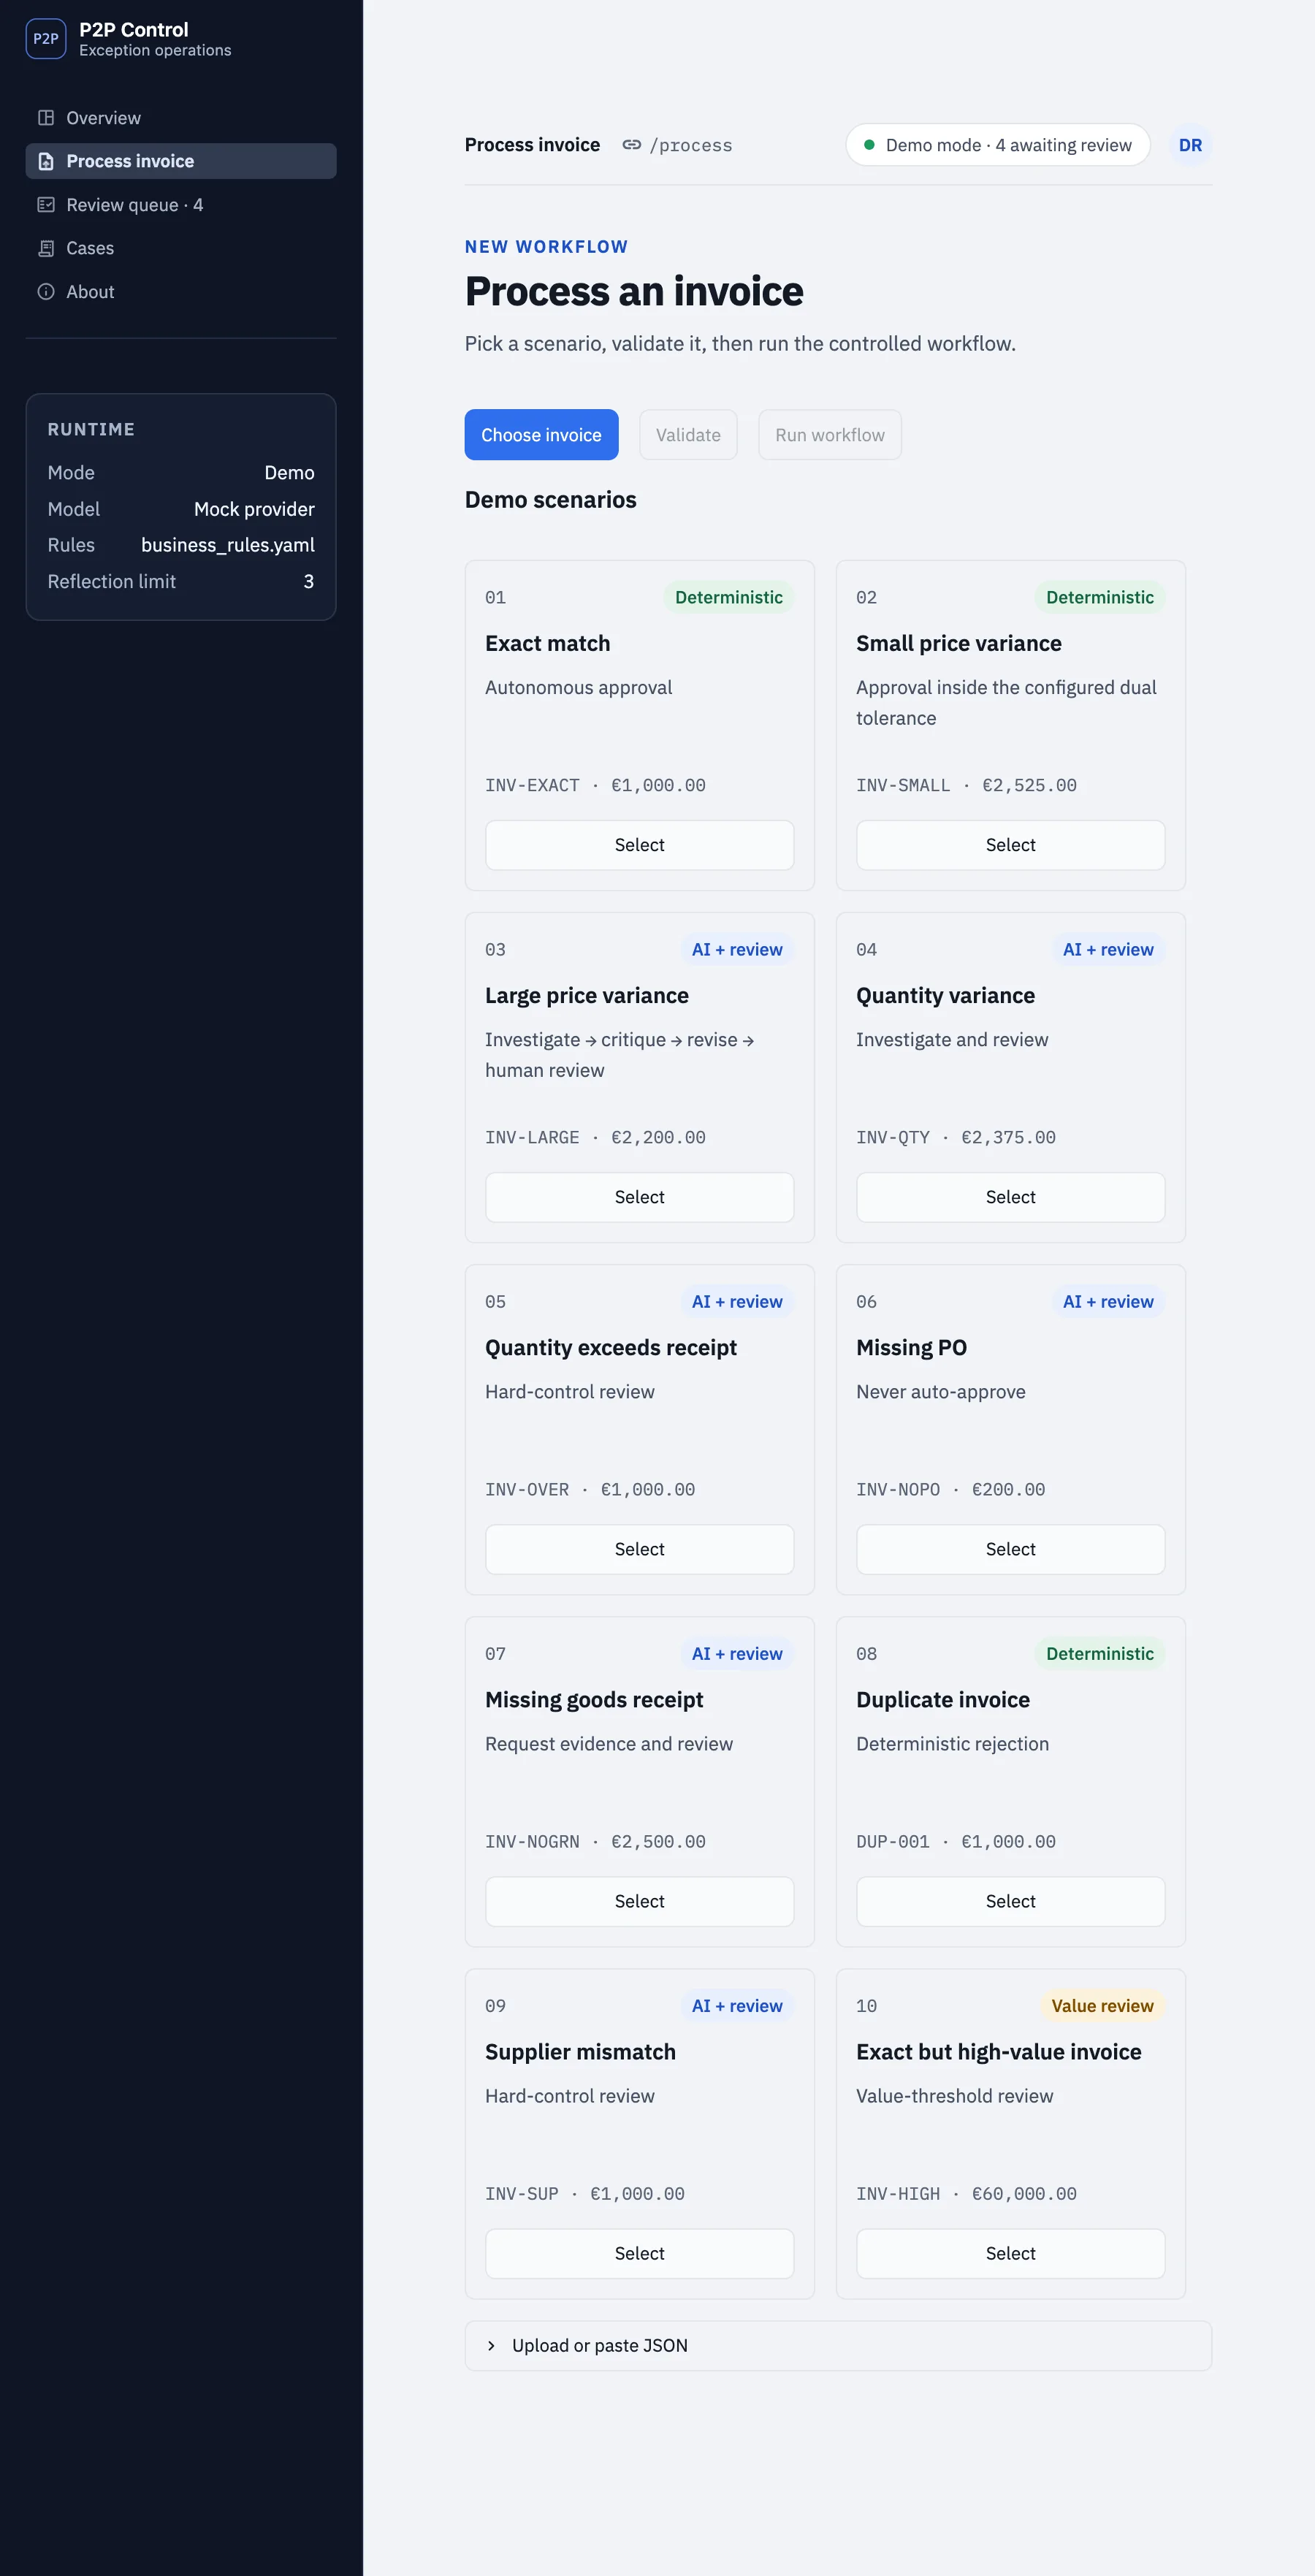 P2P
P2P Control
Exception operations
Overview
Process invoice
Review queue · 4
Cases
About
RUNTIME
Mode Demo
Model Mock provider
Rules business_rules.yaml
Reflection limit 3
Process invoice /process Demo mode · 4 awaiting review DR
NEW WORKFLOW
Process an invoice
Pick a scenario, validate it, then run the controlled workflow.
Choose invoice Validate Run workflow
Demo scenarios
01 Deterministic
Exact match
Autonomous approval
INV-EXACT · €1,000.00
Select
02 Deterministic
Small price variance
Approval inside the configured dual
tolerance
INV-SMALL · €2,525.00
Select
03 AI + review
Large price variance
Investigate → critique → revise →
human review
INV-LARGE · €2,200.00
Select
04 AI + review
Quantity variance
Investigate and review
INV-QTY · €2,375.00
Select
05 AI + review
Quantity exceeds receipt
Hard-control review
INV-OVER · €1,000.00
Select
06 AI + review
Missing PO
Never auto-approve
INV-NOPO · €200.00
Select
07 AI + review
Missing goods receipt
Request evidence and review
INV-NOGRN · €2,500.00
Select
08 Deterministic
Duplicate invoice
Deterministic rejection
DUP-001 · €1,000.00
Select
09 AI + review
Supplier mismatch
Hard-control review
INV-SUP · €1,000.00
Select
10 Value review
Exact but high-value invoice
Value-threshold review
INV-HIGH · €60,000.00
Select
Upload or paste JSON